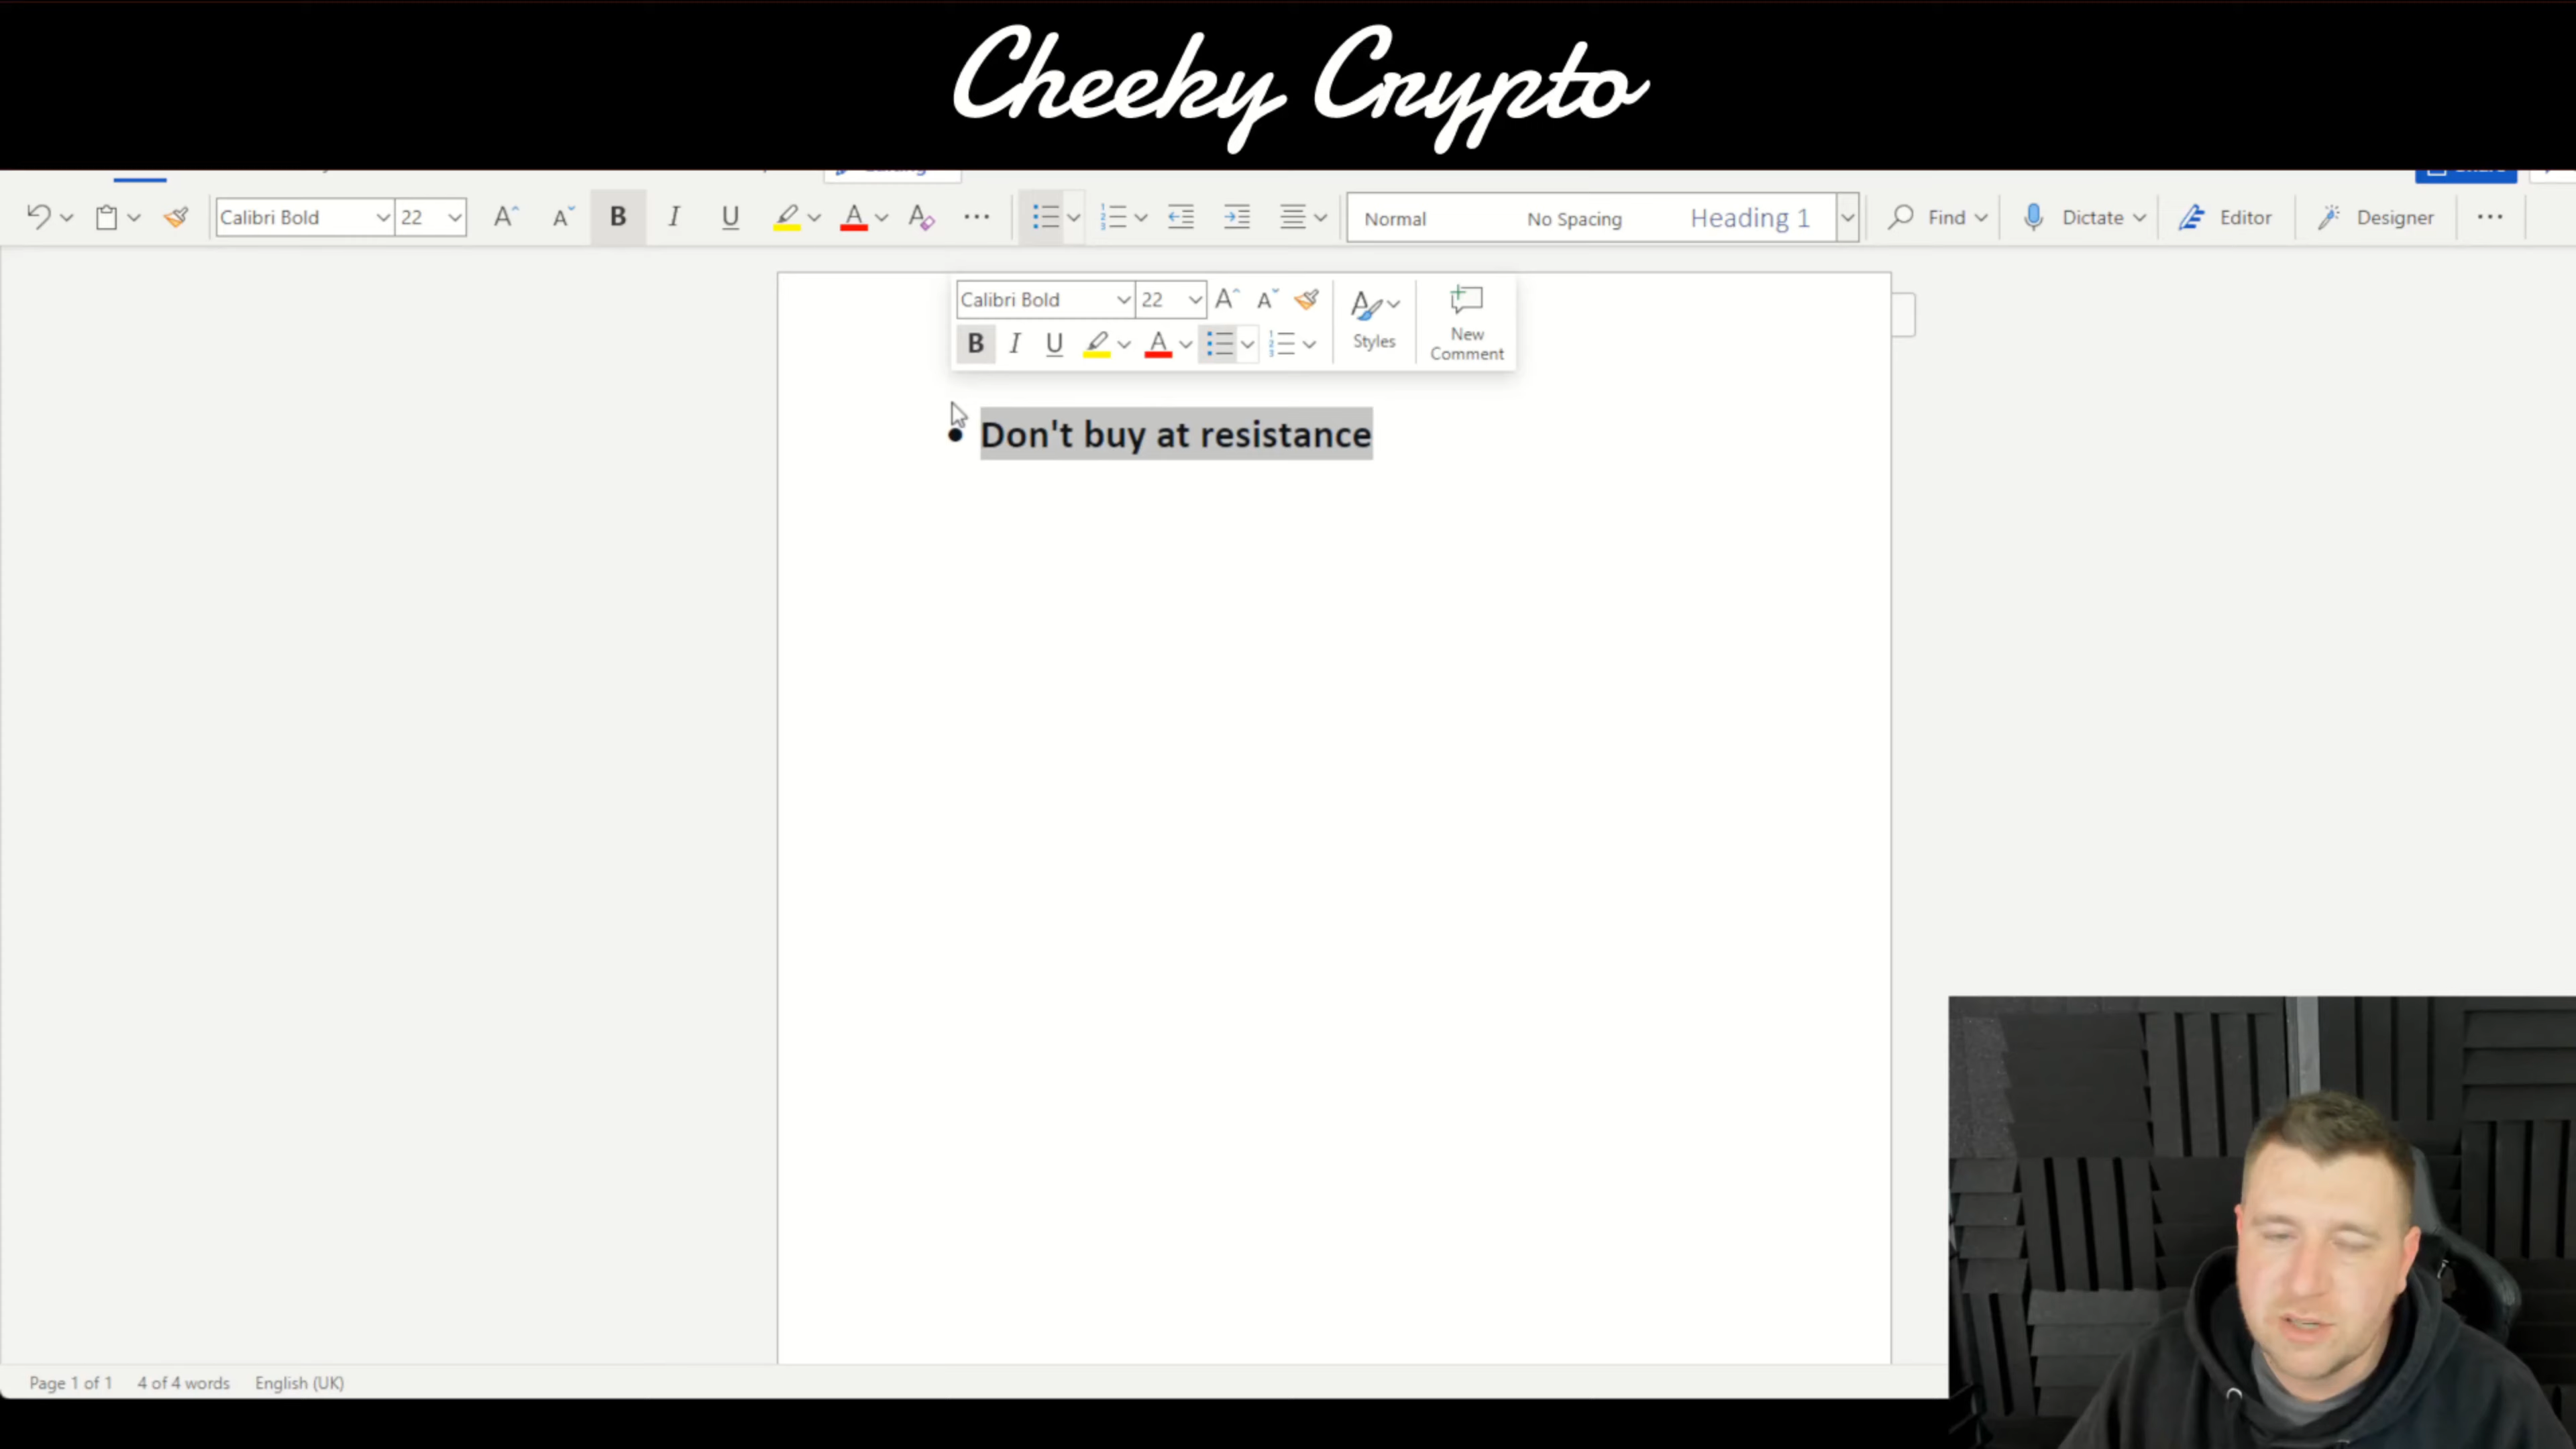 Cheeky Crypto
Calibri Bold 22 B I U Normal No Spacing Heading 1 Find Dictate Editor Designer
Calibri Bold 22
B I U Styles New Comment
• Don't buy at resistance
Page 1 of 1 4 of 4 words English (UK)